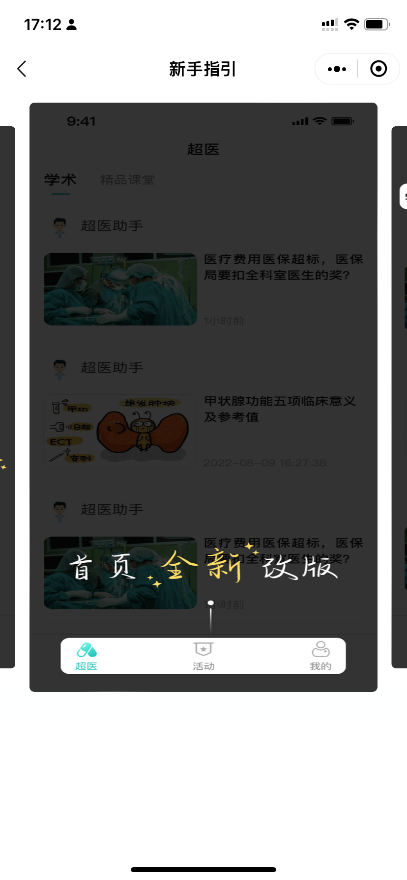 17:12
新手指引
9:41
超医
学术 精品课堂
超医助手
医疗费用医保超标，医保
局要扣全科室医生的奖?
1小时前
超医助手
甲状腺功能五项临床意义
及参考值
ECT
2022-08-09 16:27:38
超医助手
医疗费用医保超标，医保
首页 全新 改版
超医 活动 我的